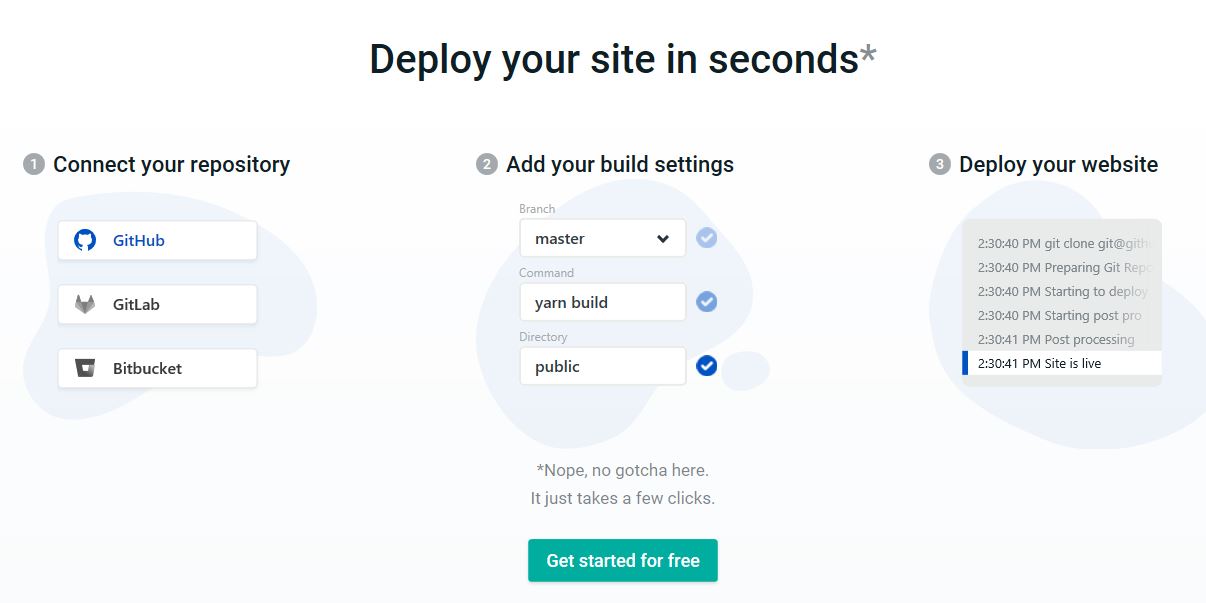 Deploy your site in seconds*
1 Connect your repository
GitHub
GitLab
Bitbucket
2 Add your build settings
Branch
master
Command
yarn build
Directory
public
3 Deploy your website
2:30:40 PM git clone git@gith
2:30:40 PM Preparing Git Repo
2:30:40 PM Starting to deploy
2:30:40 PM Starting post pro
2:30:41 PM Post processing
2:30:41 PM Site is live
*Nope, no gotcha here.
It just takes a few clicks.
Get started for free